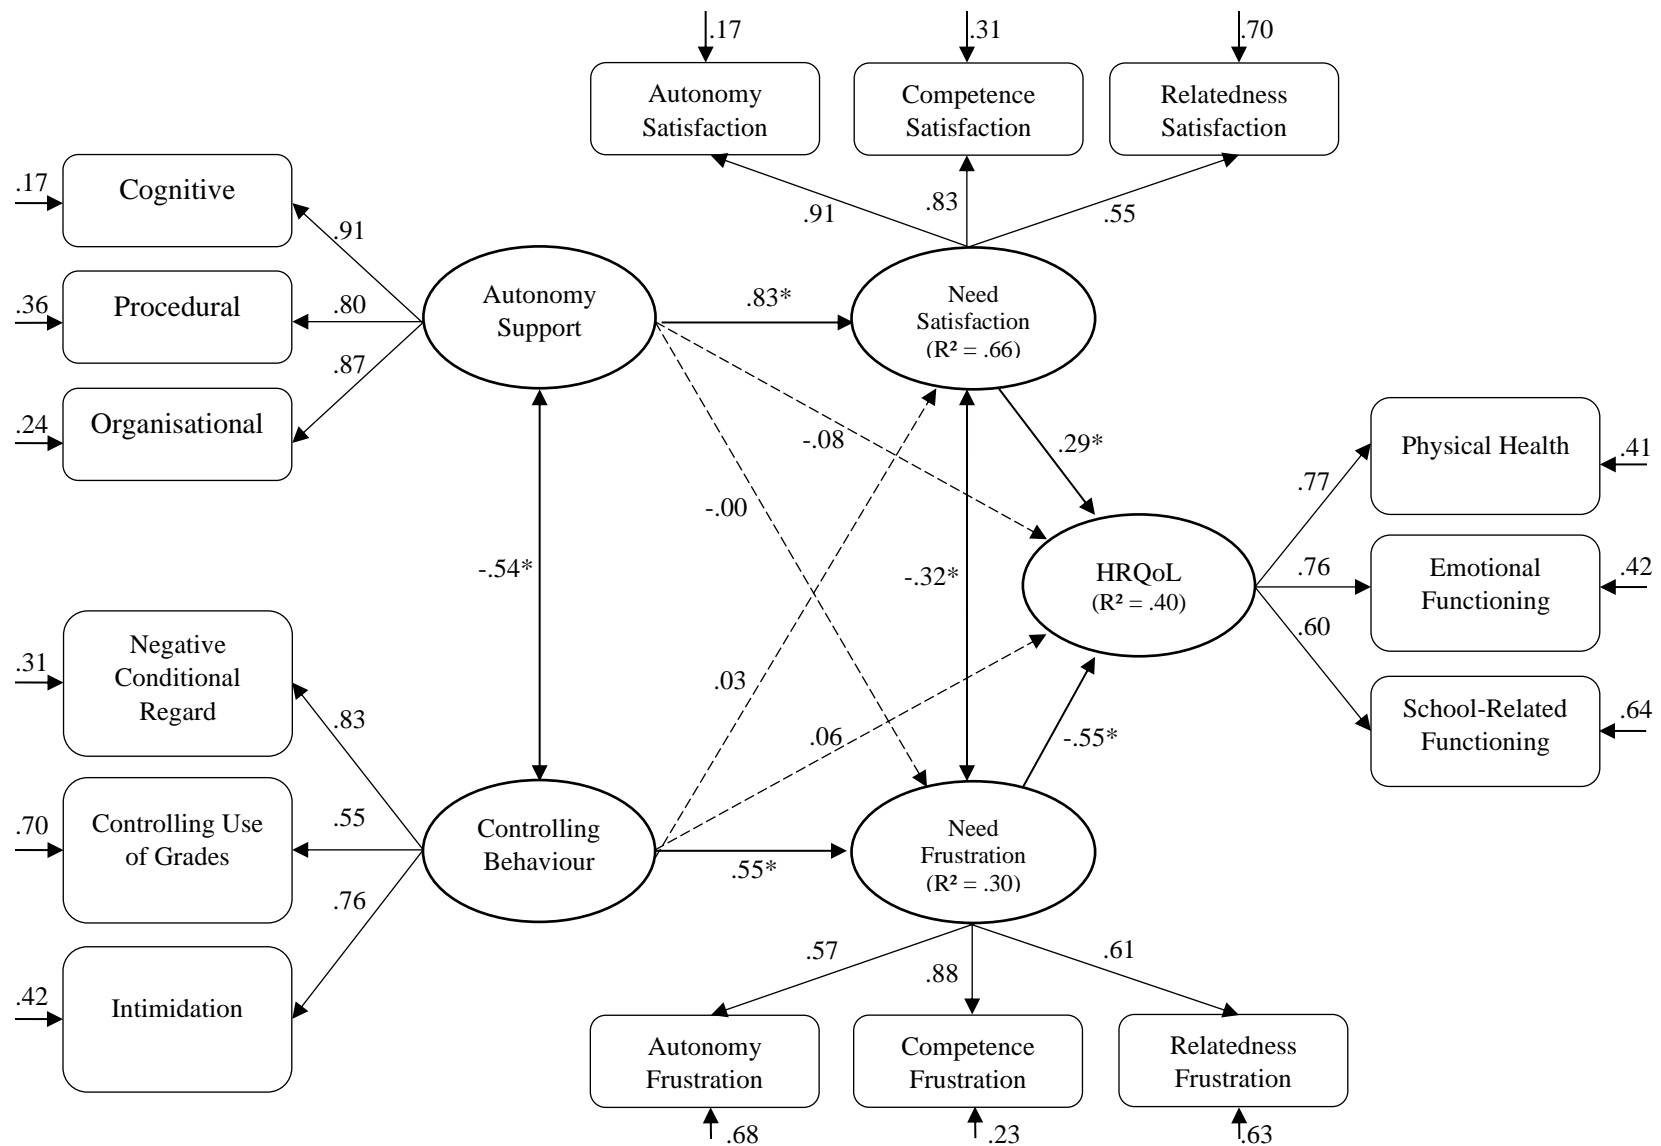 .17
.31
.70
Autonomy
Satisfaction
Competence
Satisfaction
Relatedness
Satisfaction
.91
.83
.55
.17
Cognitive
.91
.36
Procedural
.80
.24
Organisational
.87
Autonomy
Support
.83*
Need
Satisfaction
(R² = .66)
-.08
.29*
-.00
-.54*
-.32*
HRQoL
(R² = .40)
.77
Physical Health
.41
.76
Emotional
Functioning
.42
.60
School-Related
Functioning
.64
.31
Negative
Conditional
Regard
.83
.03
.06
-.55*
.70
Controlling Use
of Grades
.55
Controlling
Behaviour
.55*
Need
Frustration
(R² = .30)
.42
Intimidation
.76
.57
.88
.61
Autonomy
Frustration
Competence
Frustration
Relatedness
Frustration
.68
.23
.63